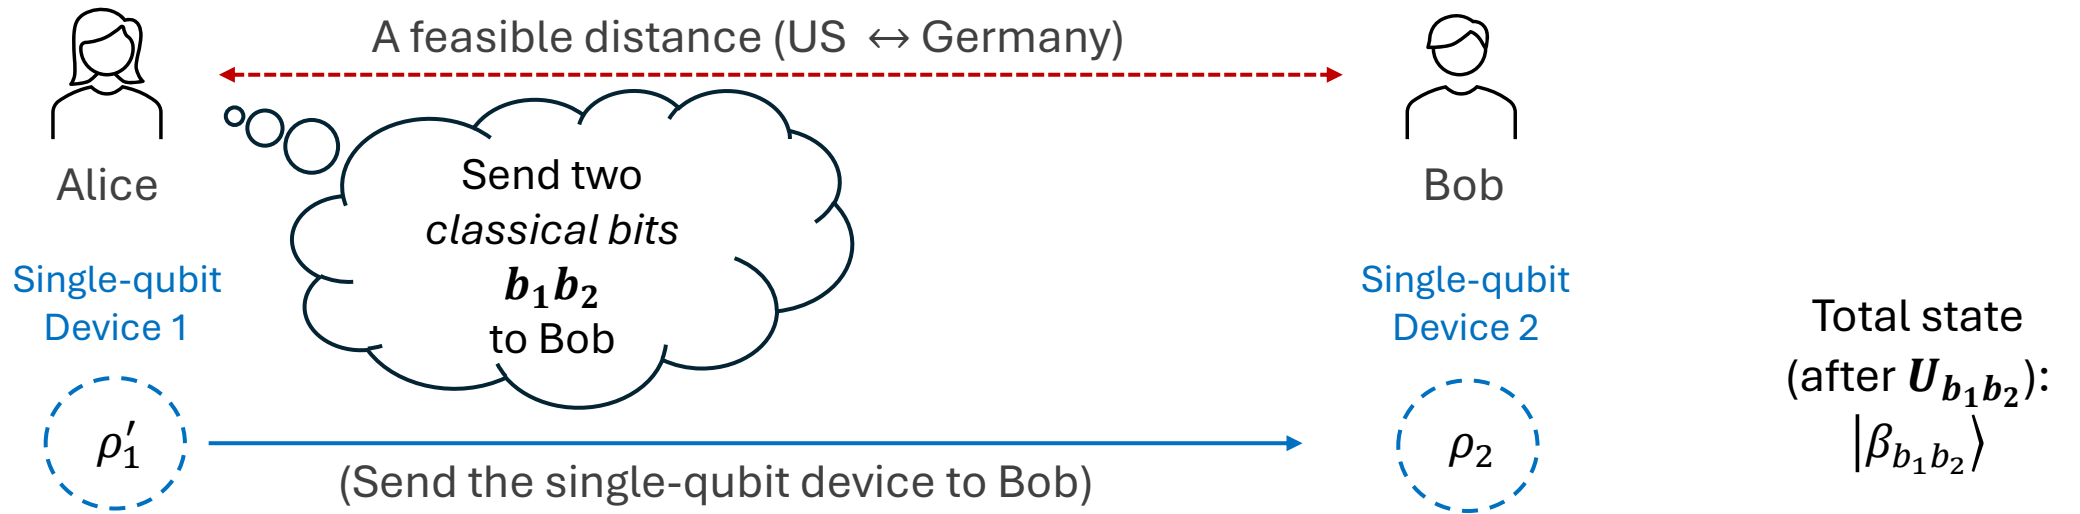 A feasible distance (US ↔ Germany)
Alice
Bob
Send two
classical bits
b₁b₂
to Bob
Single-qubit
Device 1
Single-qubit
Device 2
ρ₁′
ρ₂
(Send the single-qubit device to Bob)
Total state
(after U_{b₁b₂}):
|β_{b₁b₂}⟩